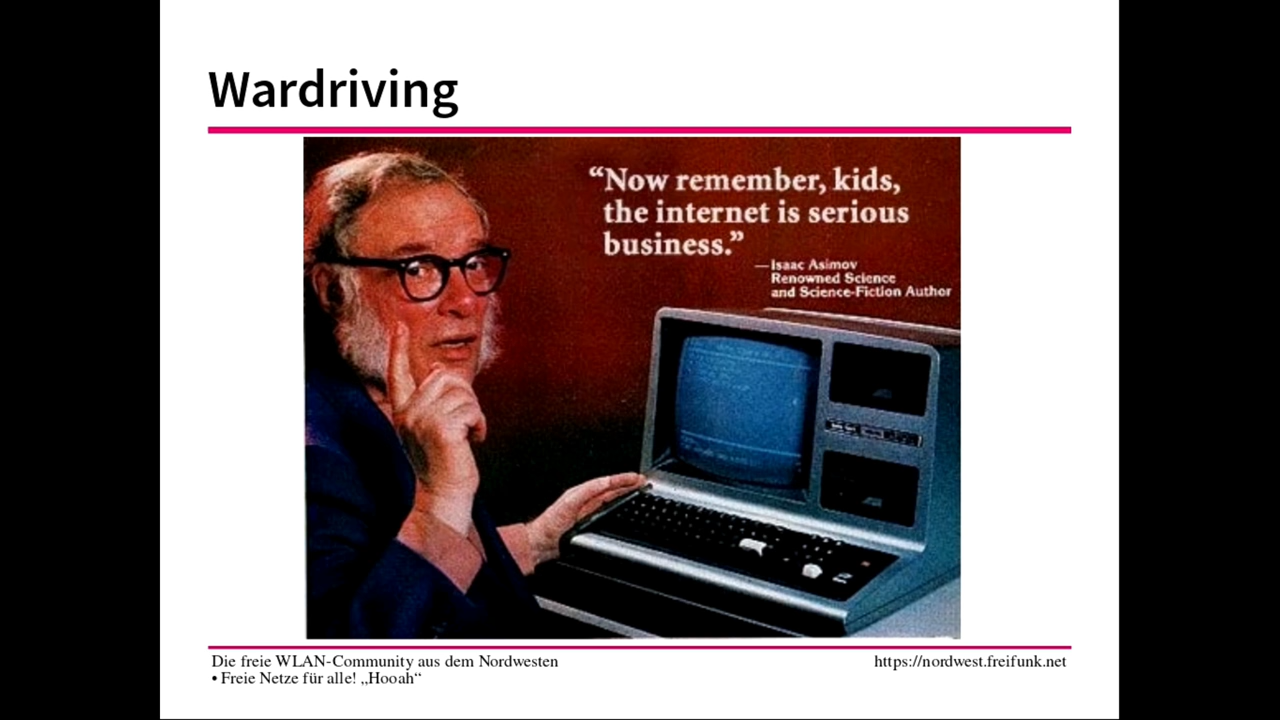 Wardriving
“Now remember, kids,
the internet is serious
business.”
—Isaac Asimov
Renowned Science
and Science-Fiction Author
Die freie WLAN-Community aus dem Nordwesten
https://nordwest.freifunk.net
• Freie Netze für alle! „Hooah“